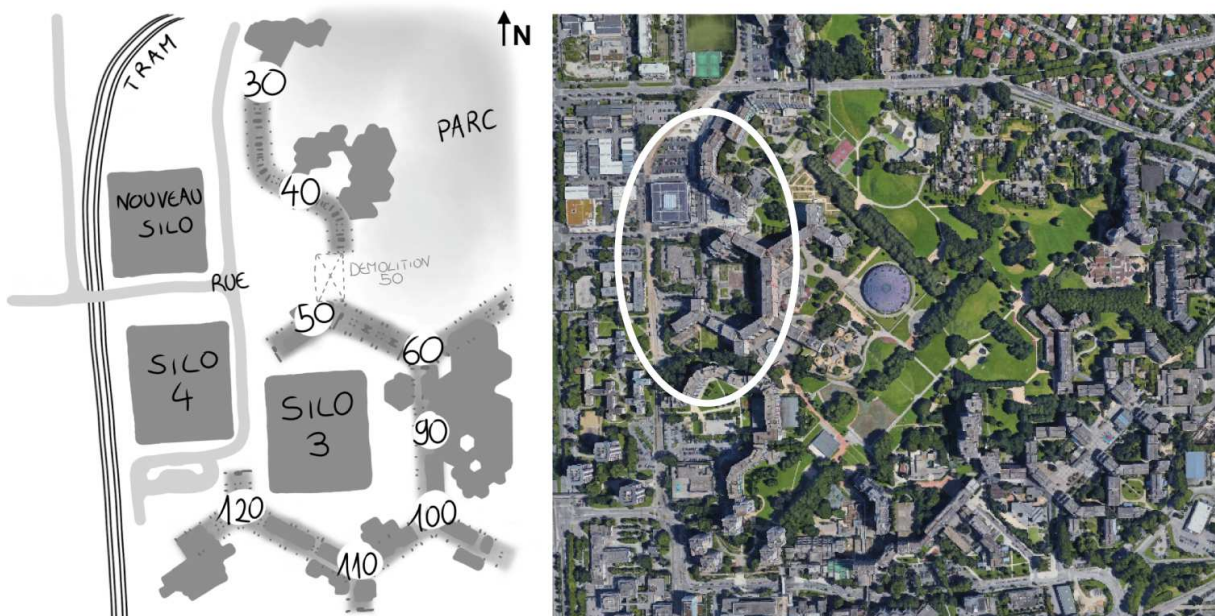 N
30
TRAM
PARC
40
NOUVEAU
SILO
DEMOLITION
50
RUE
50
60
SILO
4
SILO
3
90
120
100
110